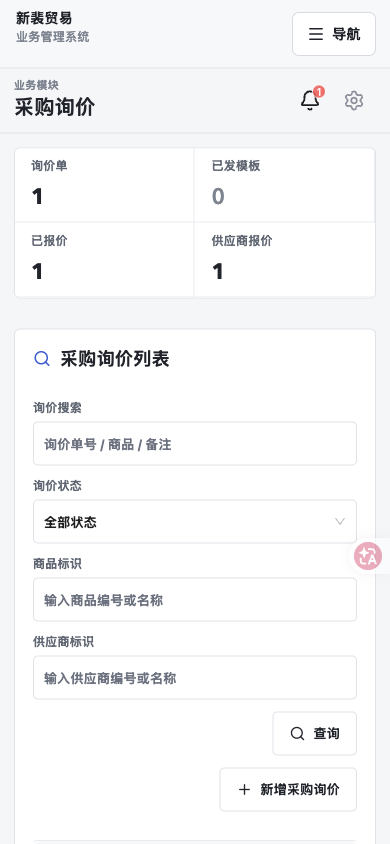 新裴贸易
业务管理系统
导航
业务模块
采购询价
1
询价单
1
已发模板
0
已报价
1
供应商报价
1
采购询价列表
询价搜索
询价单号 / 商品 / 备注
询价状态
全部状态
商品标识
输入商品编号或名称
供应商标识
输入供应商编号或名称
查询
新增采购询价